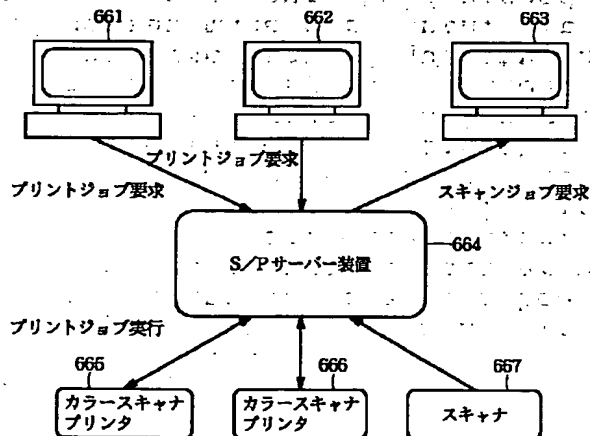 661
662
663
プリントジョブ要求
プリントジョブ要求
スキャンジョブ要求
664
S/Pサーバー装置
プリントジョブ実行
665
666
667
カラースキャナ
プリンタ
カラースキャナ
プリンタ
スキャナ